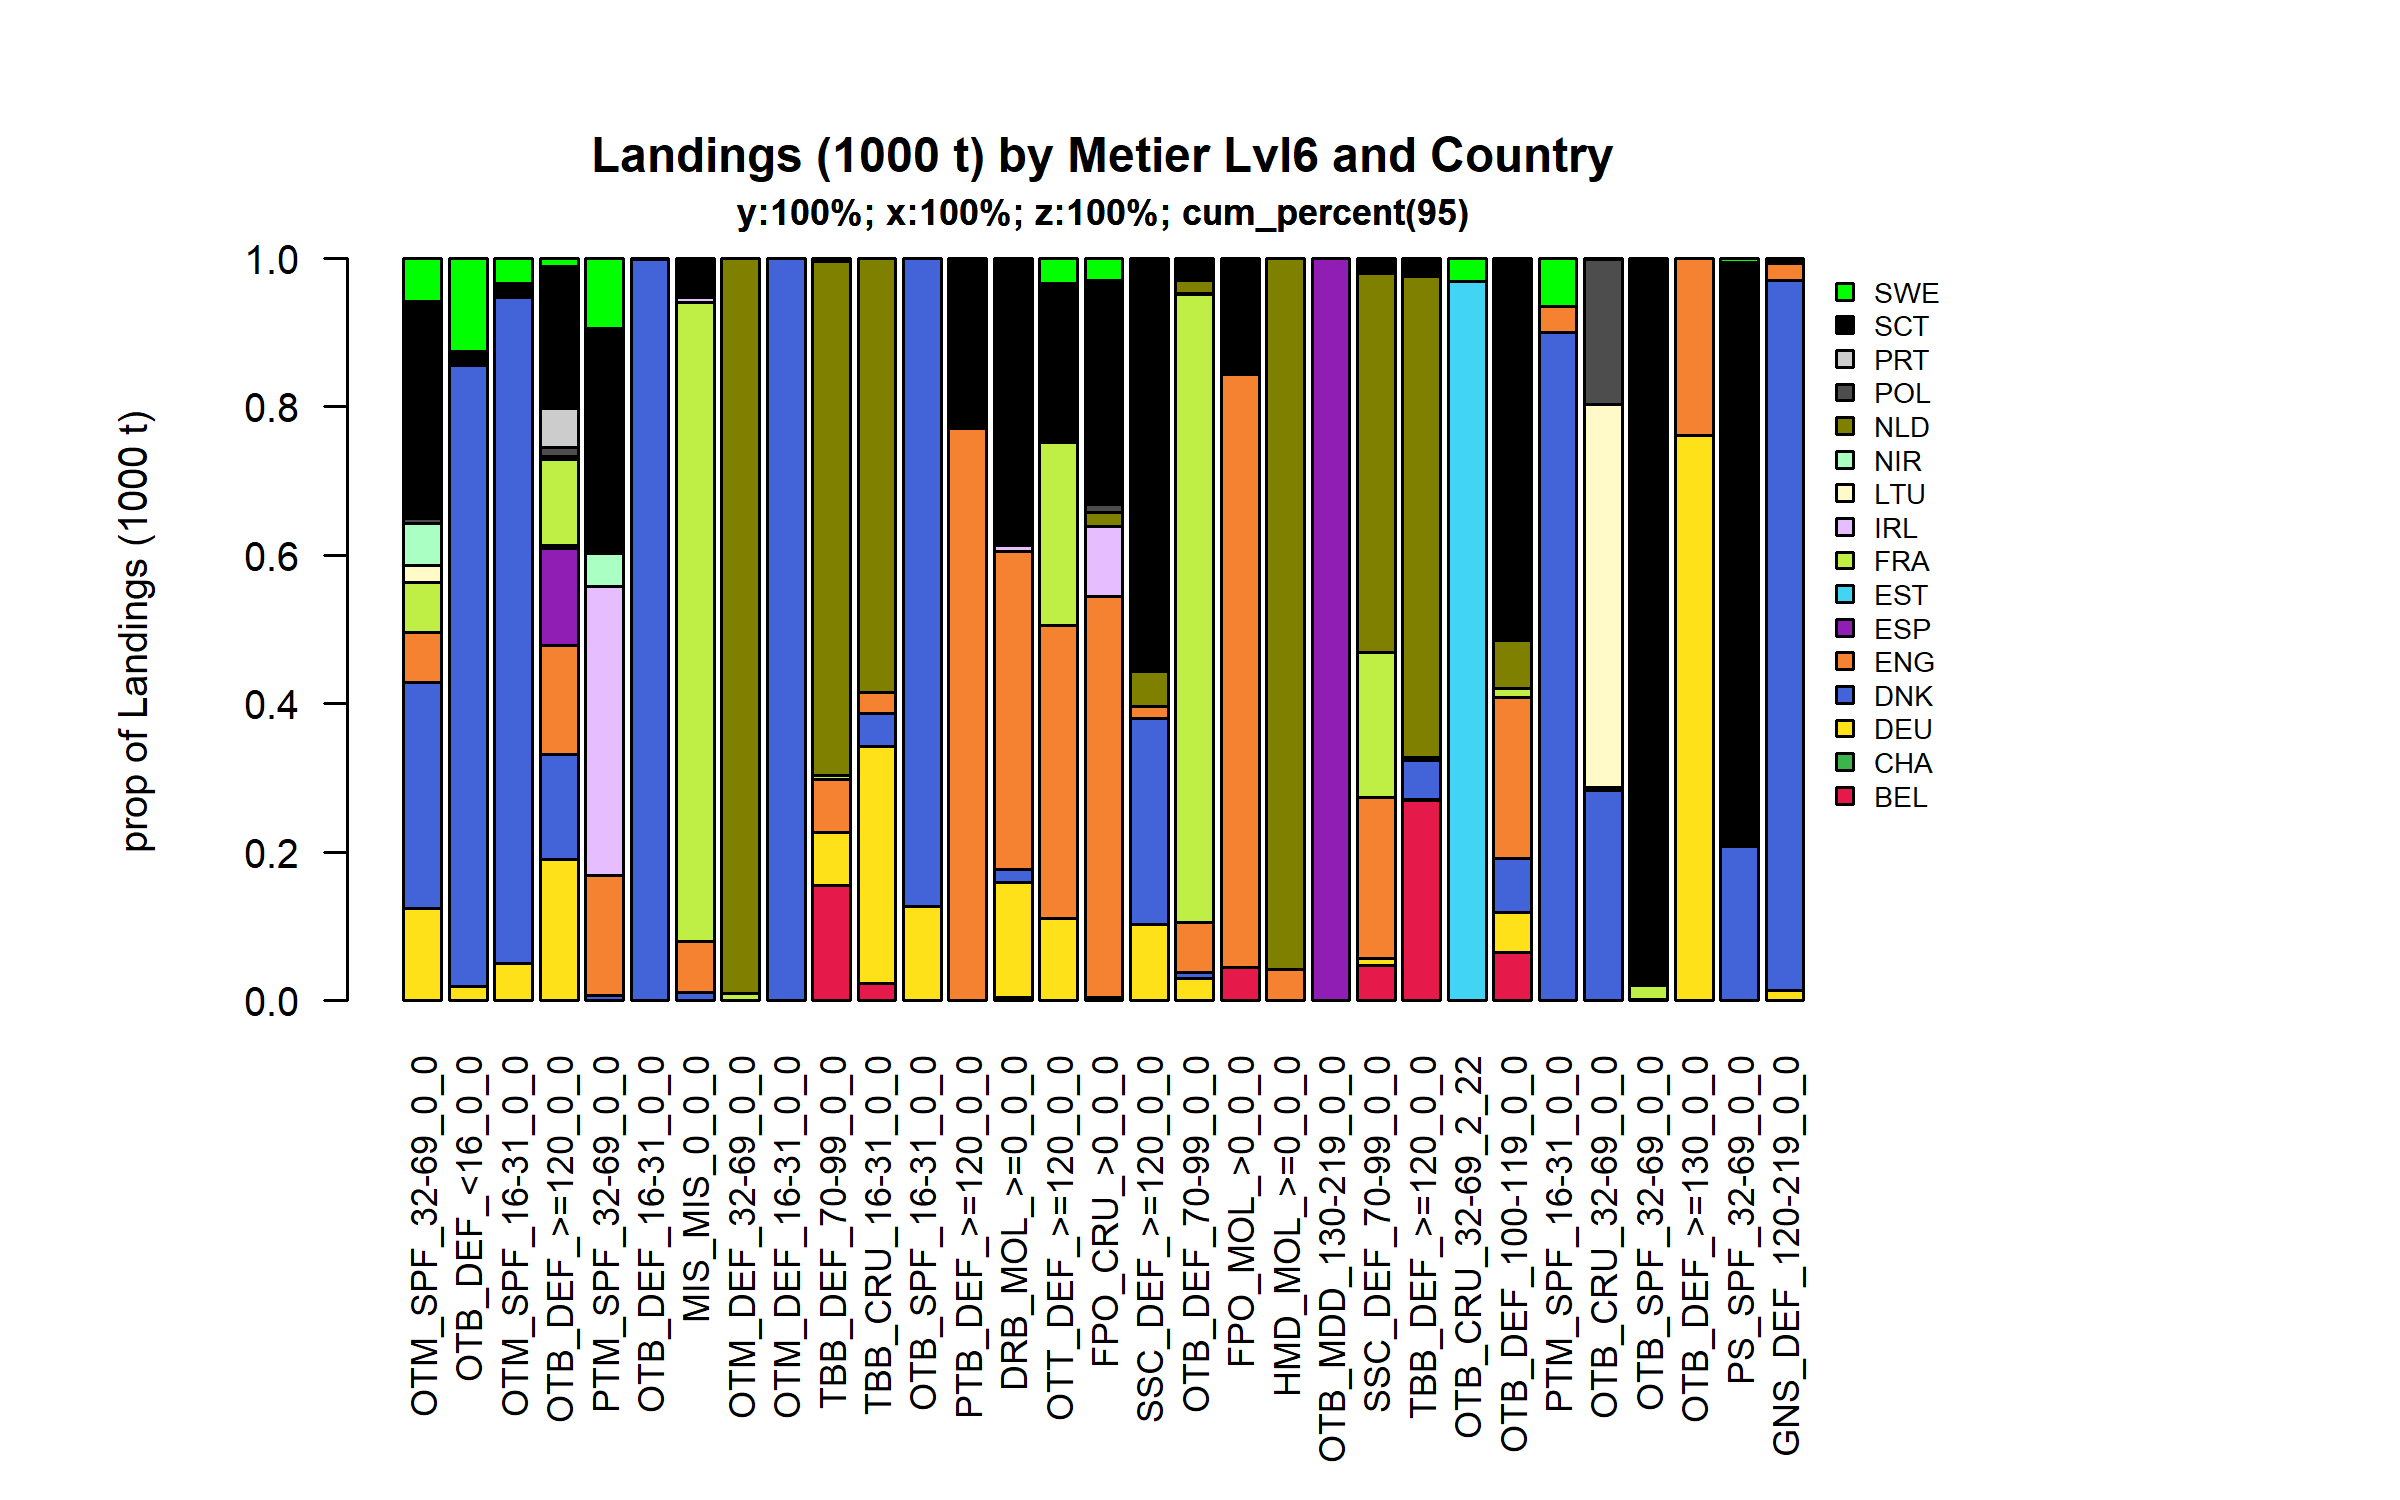 Landings (1000 t) by Metier Lvl6 and Country
y:100%; x:100%; z:100%; cum_percent(95)
prop of Landings (1000 t)
1.0
0.8
0.6
0.4
0.2
0.0
SWE
SCT
PRT
POL
NLD
NIR
LTU
IRL
FRA
EST
ESP
ENG
DNK
DEU
CHA
BEL
OTM_SPF_32-69_0_0
OTB_DEF_<16_0_0
OTM_SPF_16-31_0_0
OTB_DEF_>=120_0_0
PTM_SPF_32-69_0_0
OTB_DEF_16-31_0_0
MIS_MIS_0_0_0
OTM_DEF_32-69_0_0
OTM_DEF_16-31_0_0
TBB_DEF_70-99_0_0
TBB_CRU_16-31_0_0
OTB_SPF_16-31_0_0
PTB_DEF_>=120_0_0
DRB_MOL_>=0_0_0
OTT_DEF_>=120_0_0
FPO_CRU_>0_0_0
SSC_DEF_>=120_0_0
OTB_DEF_70-99_0_0
FPO_MOL_>0_0_0
HMD_MOL_>=0_0_0
OTB_MDD_130-219_0_0
SSC_DEF_70-99_0_0
TBB_DEF_>=120_0_0
OTB_CRU_32-69_2_22
OTB_DEF_100-119_0_0
PTM_SPF_16-31_0_0
OTB_CRU_32-69_0_0
OTB_SPF_32-69_0_0
OTB_DEF_>=130_0_0
PS_SPF_32-69_0_0
GNS_DEF_120-219_0_0